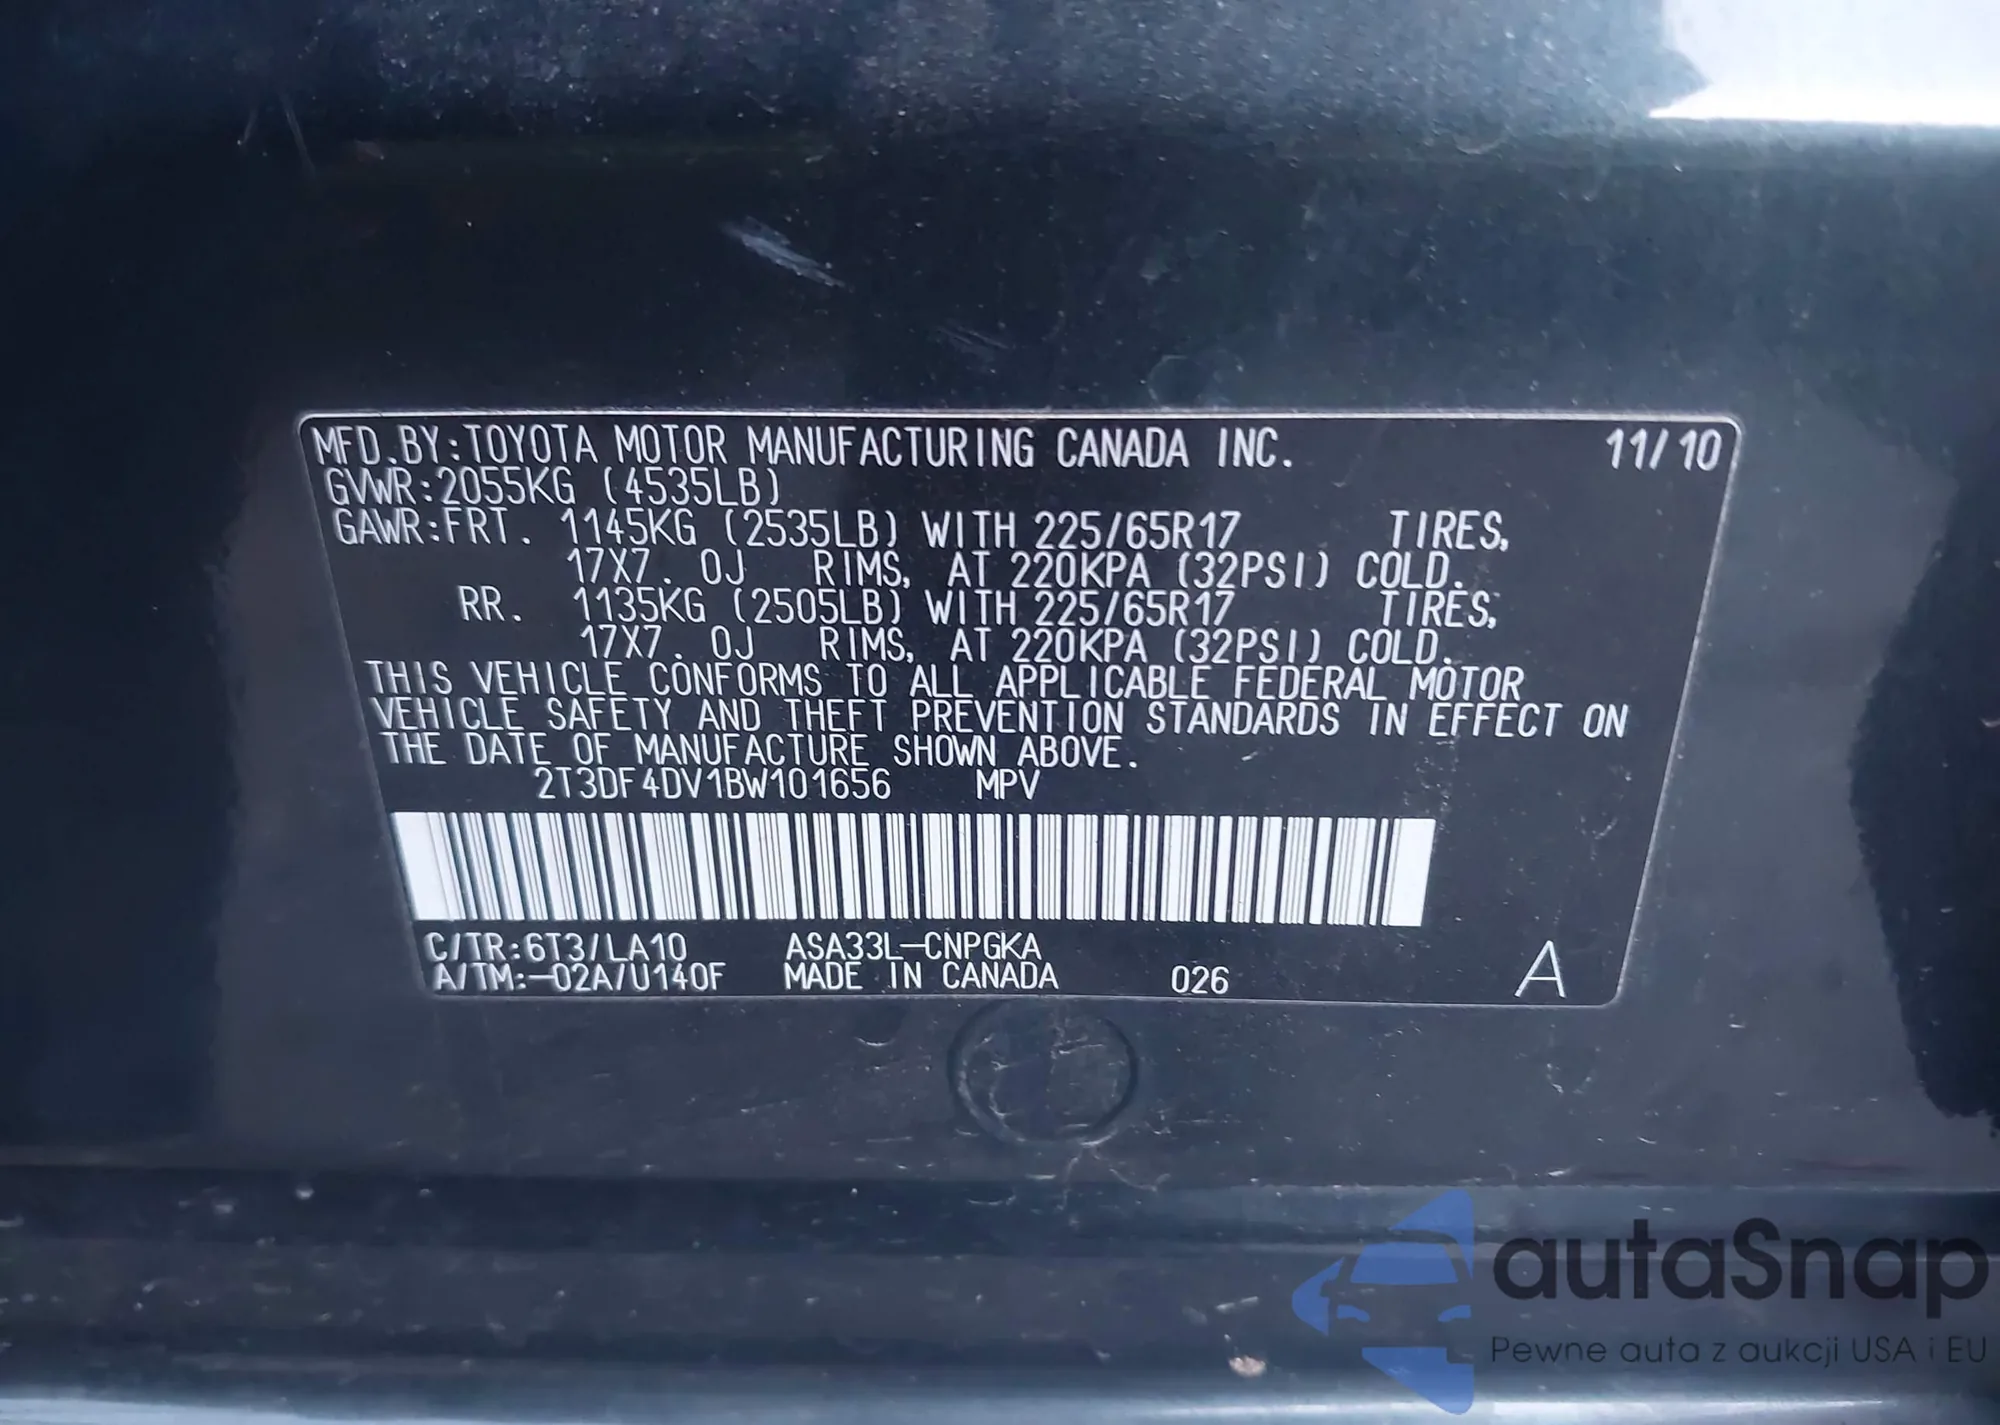 MFD.BY:TOYOTA MOTOR MANUFACTURING CANADA INC. 11/10
GVWR:2055KG (4535LB)
GAWR:FRT. 1145KG (2535LB) WITH 225/65R17 TIRES,
17X7.0J RIMS, AT 220KPA (32PSI) COLD.
RR. 1135KG (2505LB) WITH 225/65R17 TIRES,
17X7.0J RIMS, AT 220KPA (32PSI) COLD.
THIS VEHICLE CONFORMS TO ALL APPLICABLE FEDERAL MOTOR
VEHICLE SAFETY AND THEFT PREVENTION STANDARDS IN EFFECT ON
THE DATE OF MANUFACTURE SHOWN ABOVE.
2T3DF4DV1BW101656 MPV
C/TR:6T3/LA10 ASA33L-CNPGKA
A/TM:-02A/U140F MADE IN CANADA 026 A
autaSnap
Pewne auta z aukcji USA i EU